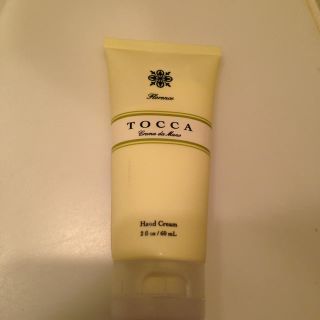 Florence
TOCCA
Crema da Mano
Hand Cream
2 fl oz / 60 mL